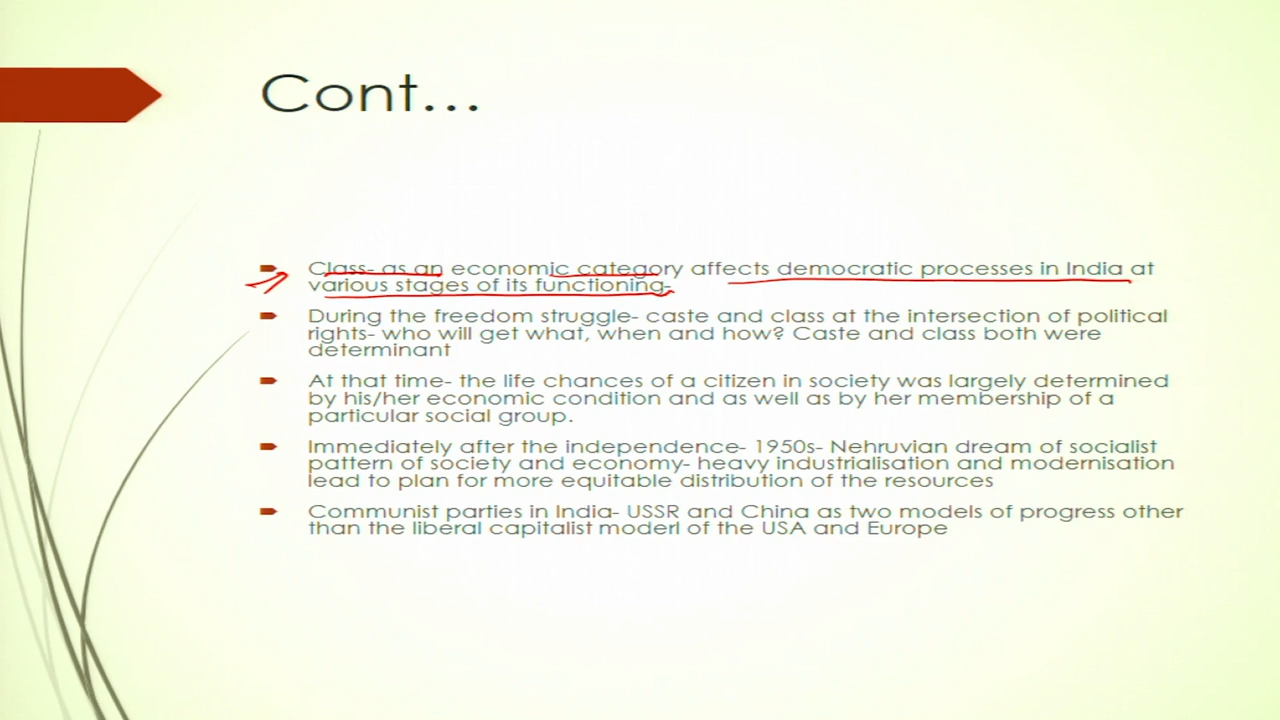 Cont...
Class- as an economic category affects democratic processes in India at
various stages of its functioning-
During the freedom struggle- caste and class at the intersection of political
rights- who will get what, when and how? Caste and class both were
determinant
At that time- the life chances of a citizen in society was largely determined
by his/her economic condition and as well as by her membership of a
particular social group.
Immediately after the independence- 1950s- Nehruvian dream of socialist
pattern of society and economy- heavy industrialisation and modernisation
lead to plan for more equitable distribution of the resources
Communist parties in India- USSR and China as two models of progress other
than the liberal capitalist moderl of the USA and Europe